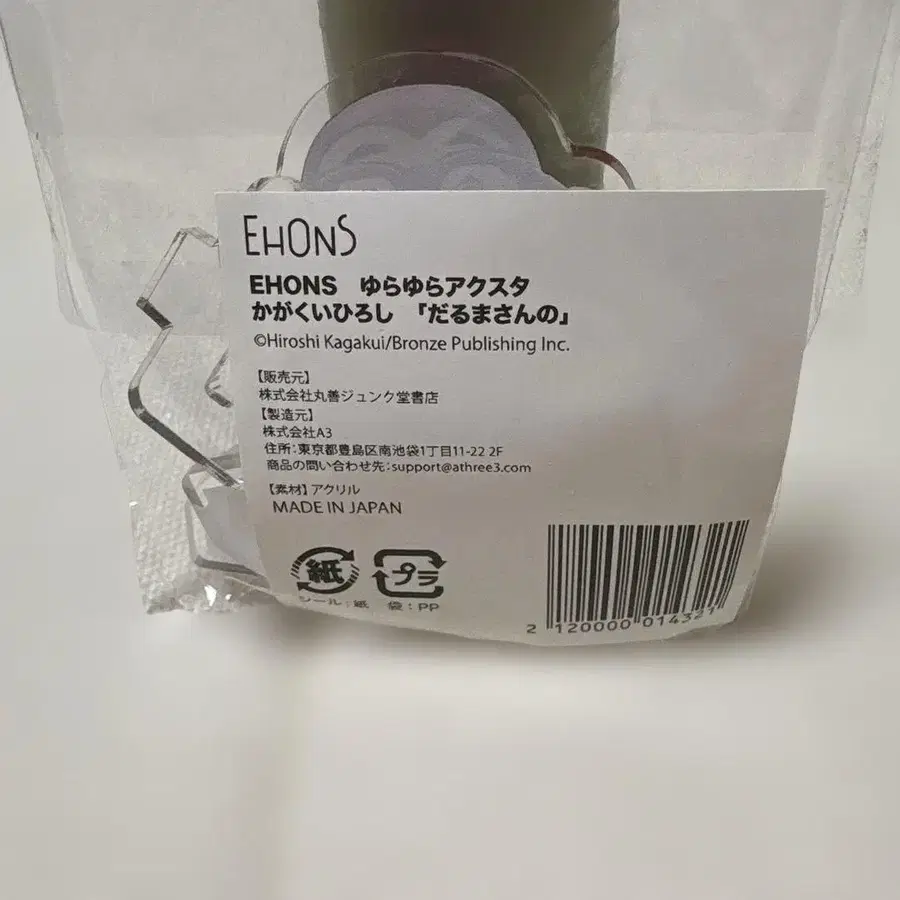 EHONS
EHONS ゆらゆらアクスタ
かがくいひろし 「だるまさんの」
©Hiroshi Kagakui/Bronze Publishing Inc.
【販売元】
株式会社丸善ジュンク堂書店
【製造元】
株式会社A3
住所:東京都豊島区南池袋1丁目11-22 2F
商品の問い合わせ先:support@athree3.com
【素材】アクリル
MADE IN JAPAN
紙 プラ
シール:紙 袋:PP
2 120000 014321